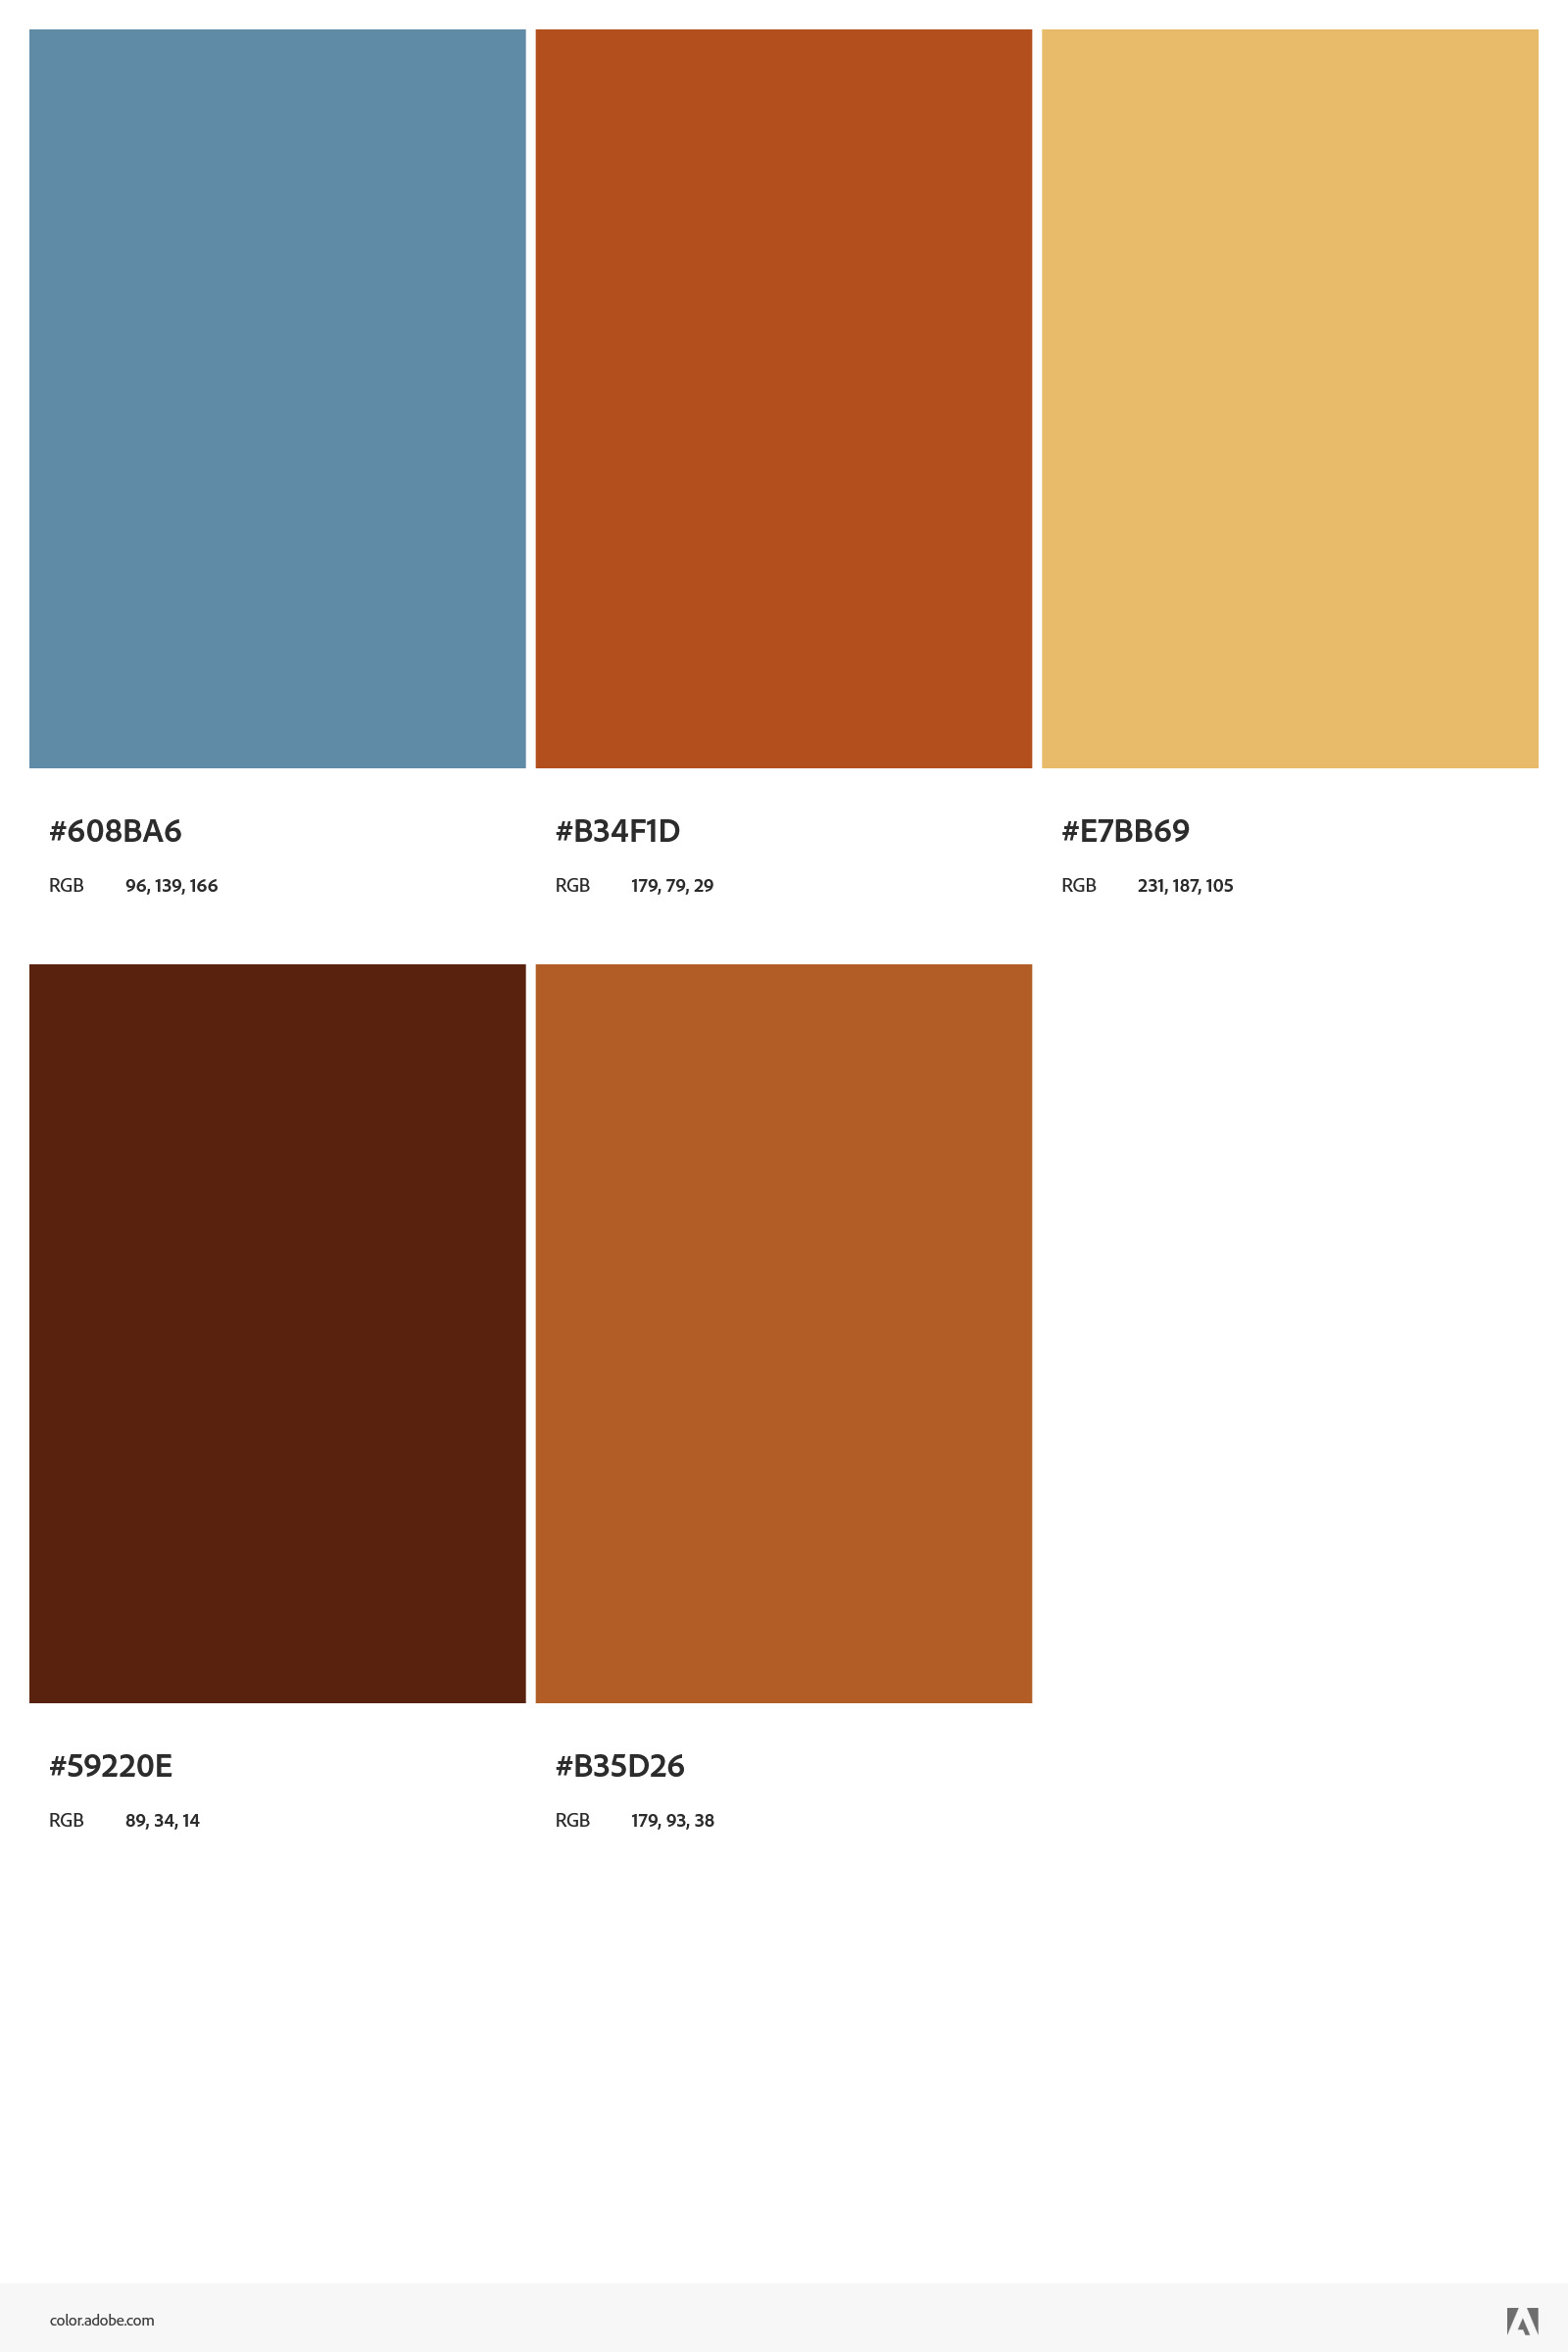 #608BA6 #B34F1D #E7BB69
RGB 96, 139, 166 RGB 179, 79, 29 RGB 231, 187, 105
#59220E #B35D26
RGB 89, 34, 14 RGB 179, 93, 38
color.adobe.com